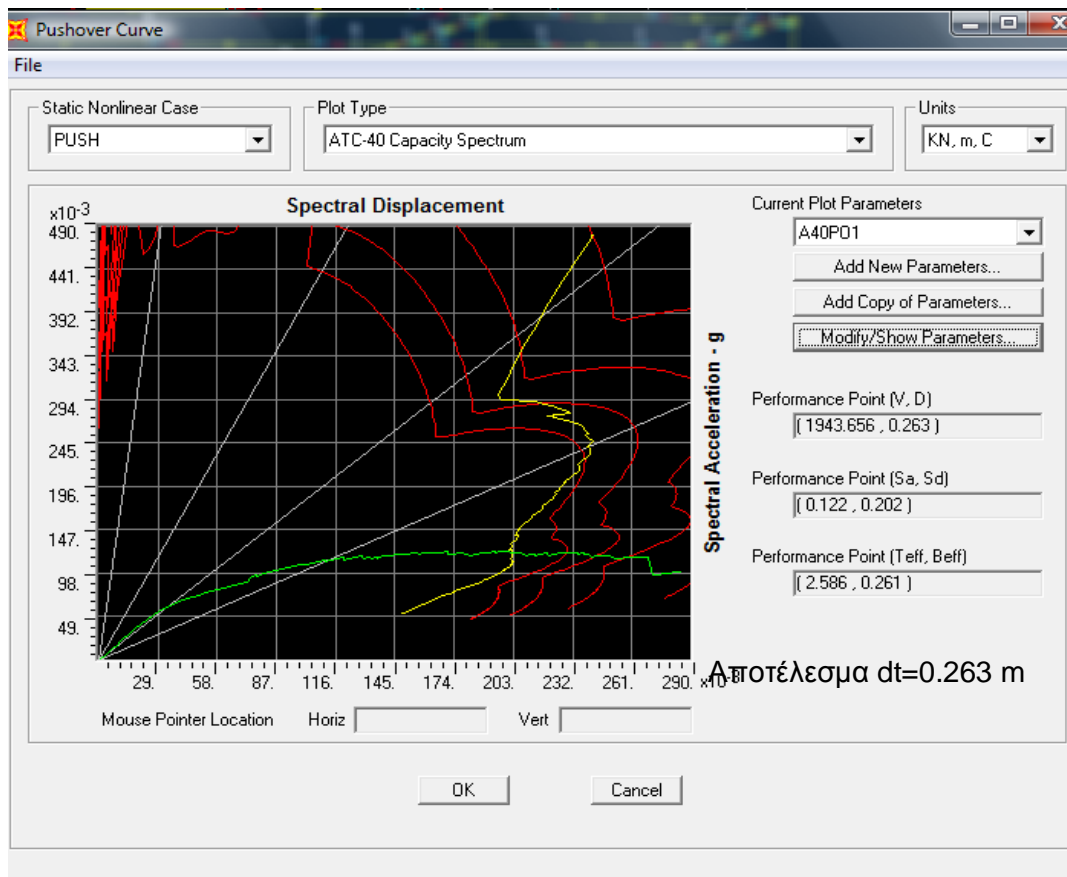 Pushover Curve
File
Static Nonlinear Case
PUSH
Plot Type
ATC-40 Capacity Spectrum
Units
KN, m, C
Spectral Displacement
x10-3
490.
441.
392.
343.
294.
245.
196.
147.
98.
49.
29. 58. 87. 116. 145. 174. 203. 232. 261. 290. x10-3
Spectral Acceleration - g
Mouse Pointer Location Horiz Vert
Current Plot Parameters
A40PO1
Add New Parameters...
Add Copy of Parameters...
Modify/Show Parameters...
Performance Point (V, D)
( 1943.656 , 0.263 )
Performance Point (Sa, Sd)
( 0.122 , 0.202 )
Performance Point (Teff, Beff)
( 2.586 , 0.261 )
Αποτέλεσμα dt=0.263 m
OK
Cancel